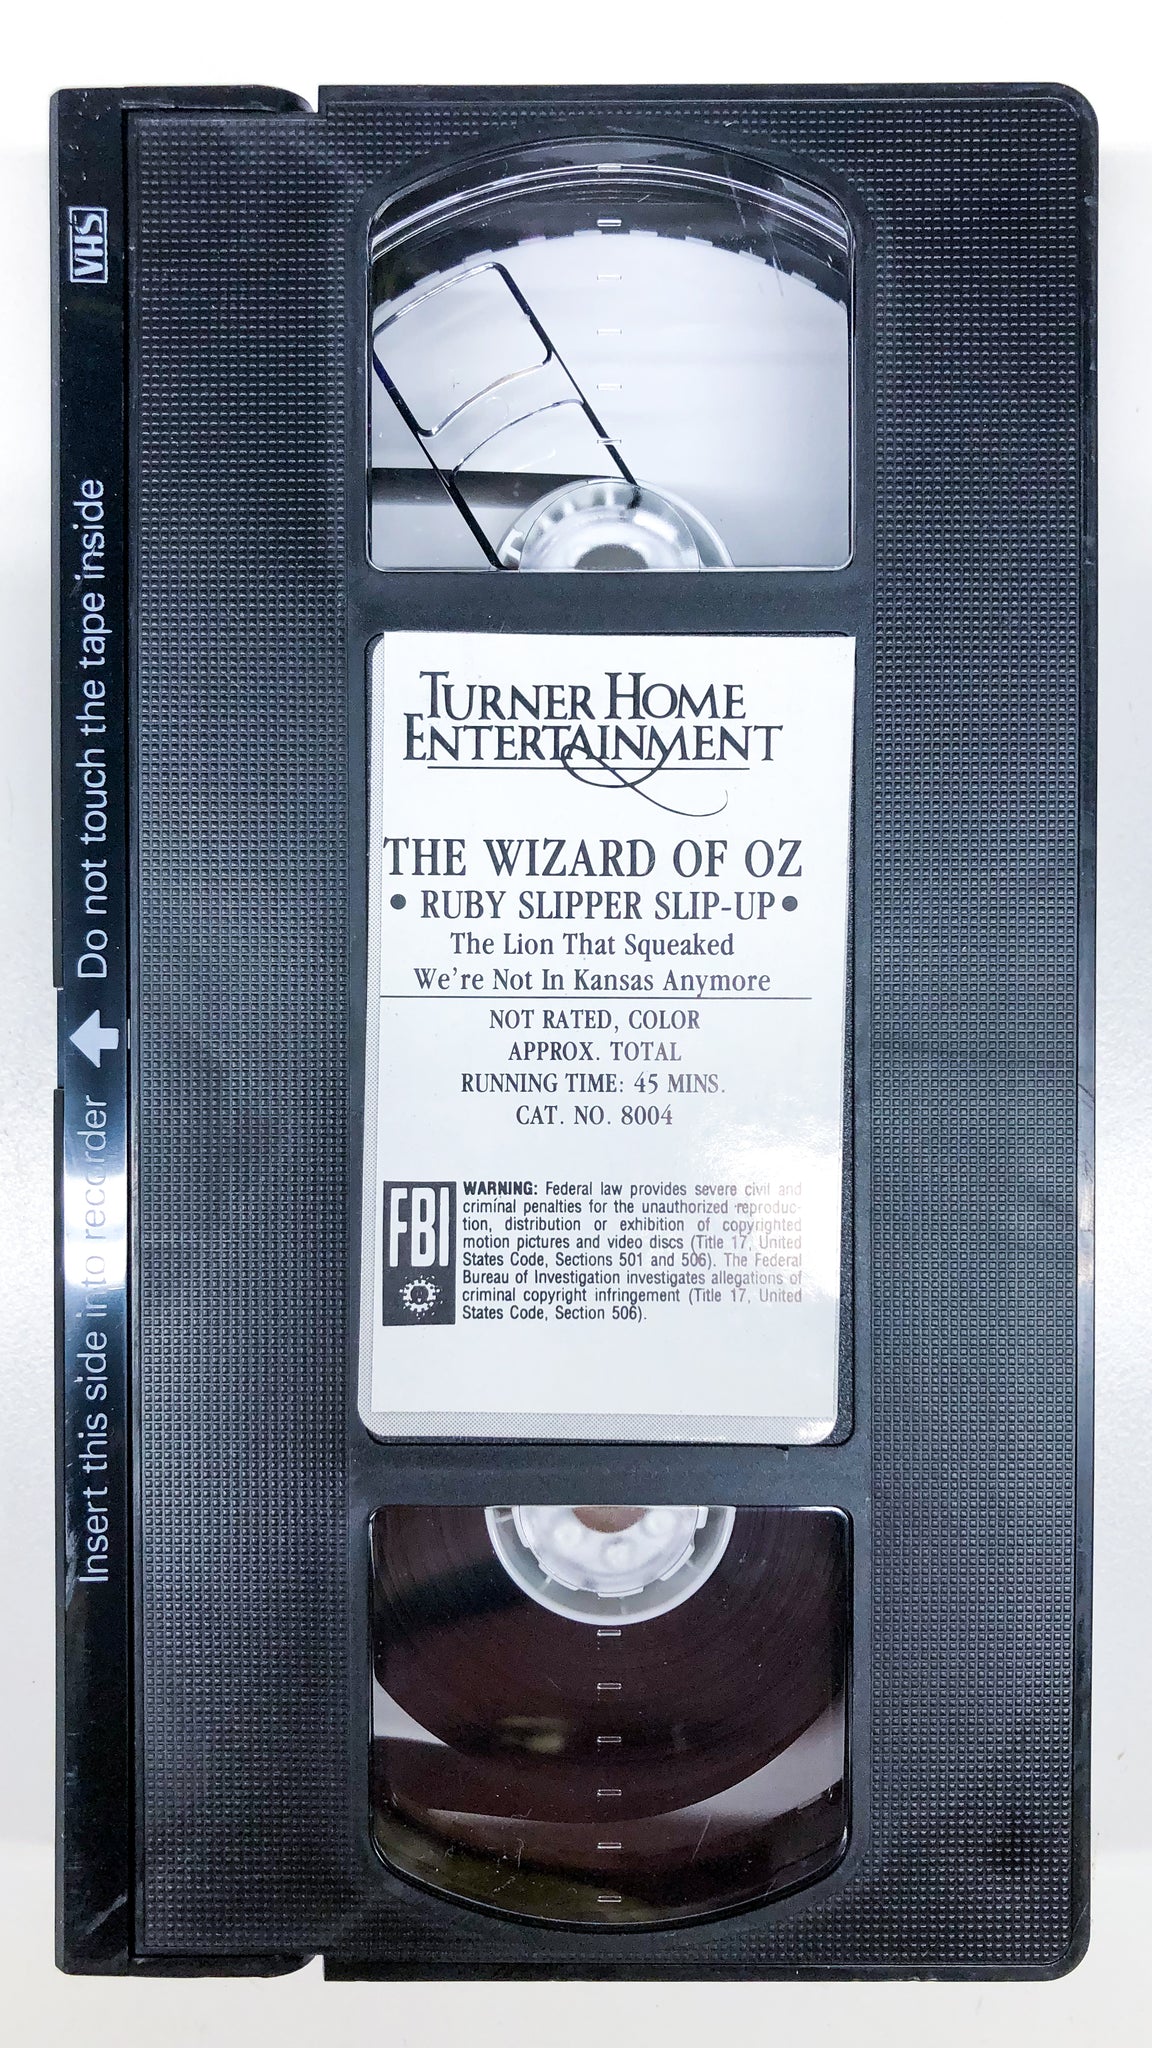 VHS
Do not touch the tape inside
Insert this side into recorder
TURNER HOME
ENTERTAINMENT
THE WIZARD OF OZ
• RUBY SLIPPER SLIP-UP •
The Lion That Squeaked
We're Not In Kansas Anymore
NOT RATED, COLOR
APPROX. TOTAL
RUNNING TIME: 45 MINS.
CAT. NO. 8004
FBI
WARNING: Federal law provides severe civil and
criminal penalties for the unauthorized reproduc-
tion, distribution or exhibition of copyrighted
motion pictures and video discs (Title 17, United
States Code, Sections 501 and 506). The Federal
Bureau of Investigation investigates allegations of
criminal copyright infringement (Title 17, United
States Code, Section 506).